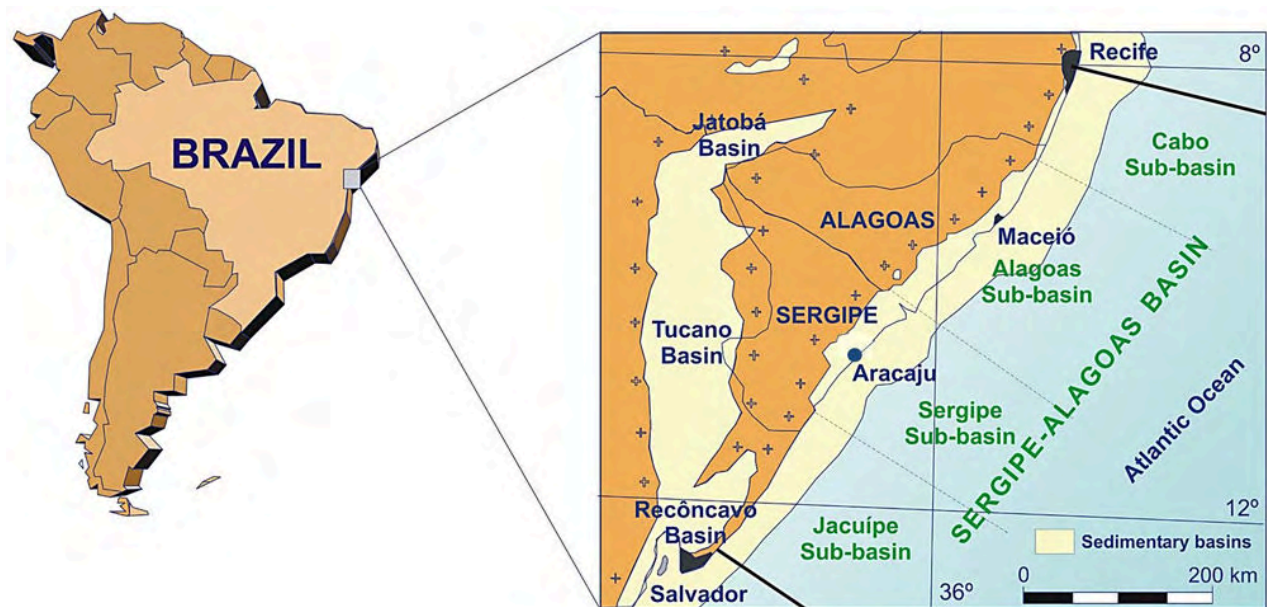 BRAZIL
Recife
8º
Jatobá
Basin
Cabo
Sub-basin
ALAGOAS
Maceió
Alagoas
Sub-basin
SERGIPE
Tucano
Basin
Aracaju
Sergipe
Sub-basin
SERGIPE-ALAGOAS BASIN
Atlantic Ocean
Recôncavo
Basin
Jacuípe
Sub-basin
12º
Sedimentary basins
Salvador
36º
0
200 km